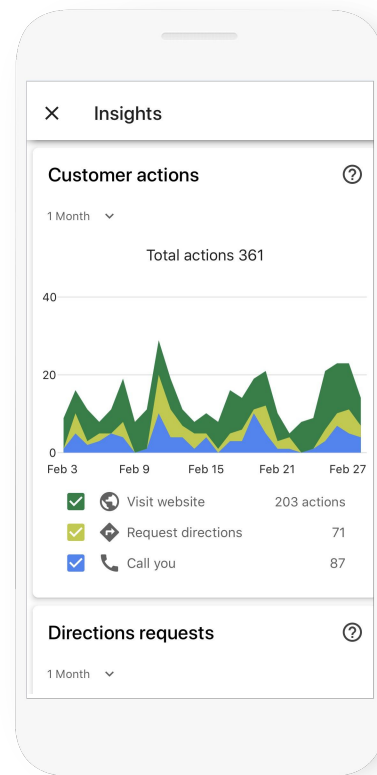 Insights
Customer actions
1 Month
Total actions 361
40
20
0
Feb 3 Feb 9 Feb 15 Feb 21 Feb 27
Visit website 203 actions
Request directions 71
Call you 87
Directions requests
1 Month